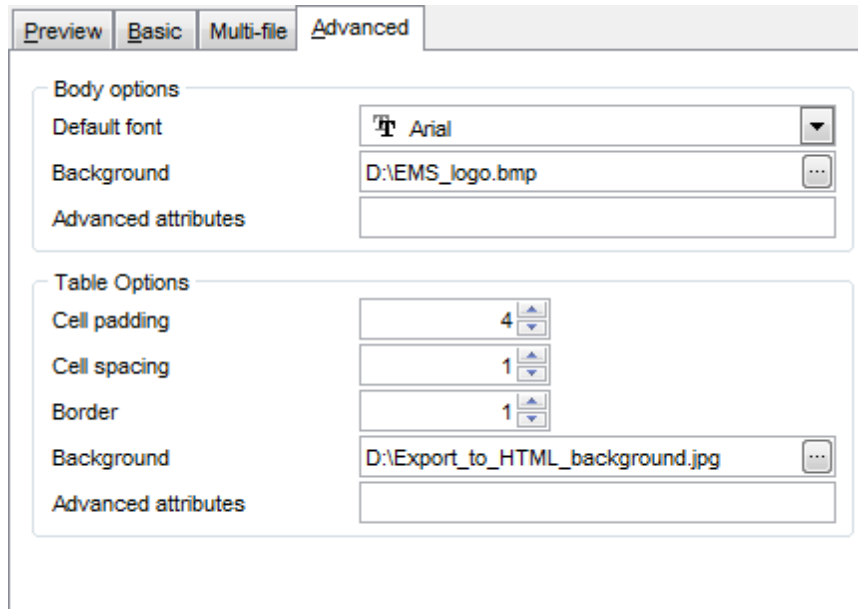 Preview Basic Multi-file Advanced
Body options
Default font Arial
Background D:\EMS_logo.bmp ...
Advanced attributes
Table Options
Cell padding 4
Cell spacing 1
Border 1
Background D:\Export_to_HTML_background.jpg ...
Advanced attributes